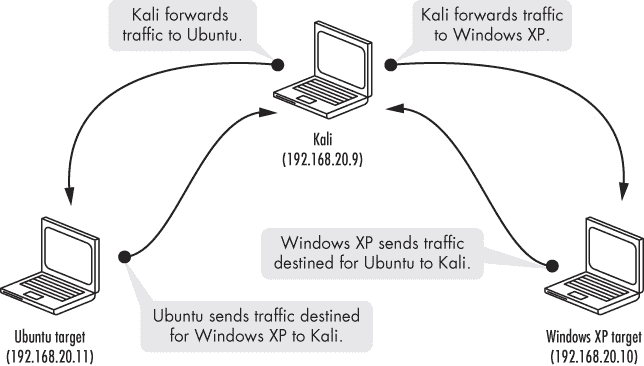 Kali forwards
traffic to Ubuntu.
Kali forwards traffic
to Windows XP.
Kali
(192.168.20.9)
Windows XP sends traffic
destined for Ubuntu to Kali.
Ubuntu sends traffic destined
for Windows XP to Kali.
Ubuntu target
(192.168.20.11)
Windows XP target
(192.168.20.10)